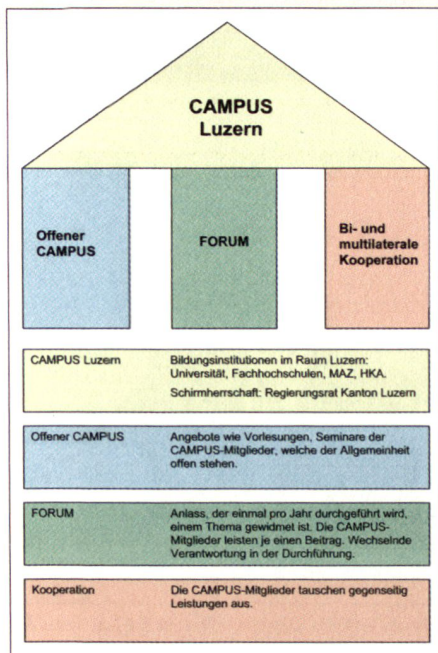 CAMPUS
Luzern
Offener
CAMPUS
FORUM
Bi- und
multilaterale
Kooperation
CAMPUS Luzern
Bildungsinstitutionen im Raum Luzern:
Universität, Fachhochschulen, MAZ, HKA.
Schirmherrschaft: Regierungsrat Kanton Luzern
Offener CAMPUS
Angebote wie Vorlesungen, Seminare der
CAMPUS-Mitglieder, welche der Allgemeinheit
offen stehen.
FORUM
Anlass, der einmal pro Jahr durchgeführt wird,
einem Thema gewidmet ist. Die CAMPUS-
Mitglieder leisten je einen Beitrag. Wechselnde
Verantwortung in der Durchführung.
Kooperation
Die CAMPUS-Mitglieder tauschen gegenseitig
Leistungen aus.